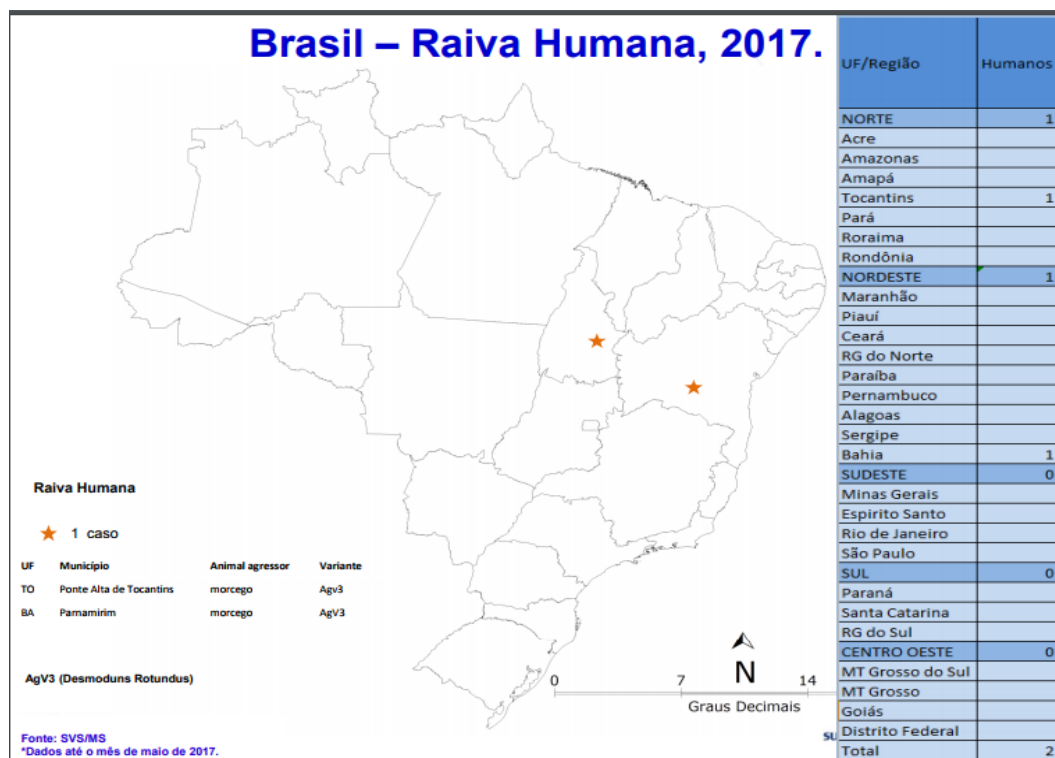 Brasil – Raiva Humana, 2017.
UF/Região Humanos
NORTE 1
Acre
Amazonas
Amapá
Tocantins 1
Pará
Roraima
Rondônia
NORDESTE 1
Maranhão
Piauí
Ceará
RG do Norte
Paraíba
Pernambuco
Alagoas
Sergipe
Bahia 1
SUDESTE 0
Minas Gerais
Espirito Santo
Rio de Janeiro
São Paulo
SUL 0
Paraná
Santa Catarina
RG do Sul
CENTRO OESTE 0
MT Grosso do Sul
MT Grosso
Goiás
Distrito Federal
Total 2
Raiva Humana
1 caso
UF Município Animal agressor Variante
TO Ponte Alta de Tocantins morcego Agv3
BA Parnamirim morcego AgV3
AgV3 (Desmoduns Rotundus)
N
0 7 14
Graus Decimais
Fonte: SVS/MS
*Dados até o mês de maio de 2017.